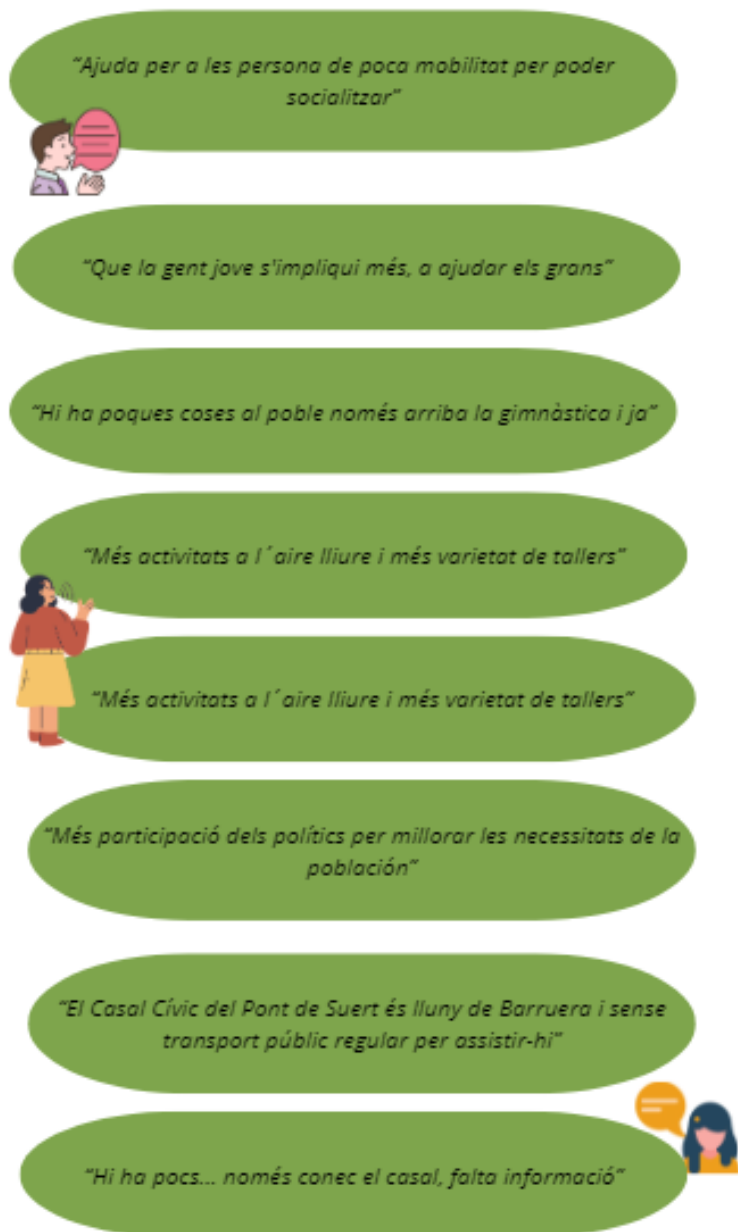 “Ajuda per a les persona de poca mobilitat per poder
socialitzar”
“Que la gent jove s'impliqui més, a ajudar els grans”
“Hi ha poques coses al poble només arriba la gimnàstica i ja”
“Més activitats a l´aire lliure i més varietat de tallers”
“Més activitats a l´aire lliure i més varietat de tallers”
“Més participació dels polítics per millorar les necessitats de la
población”
“El Casal Cívic del Pont de Suert és lluny de Barruera i sense
transport públic regular per assistir-hi”
“Hi ha pocs... només conec el casal, falta informació”